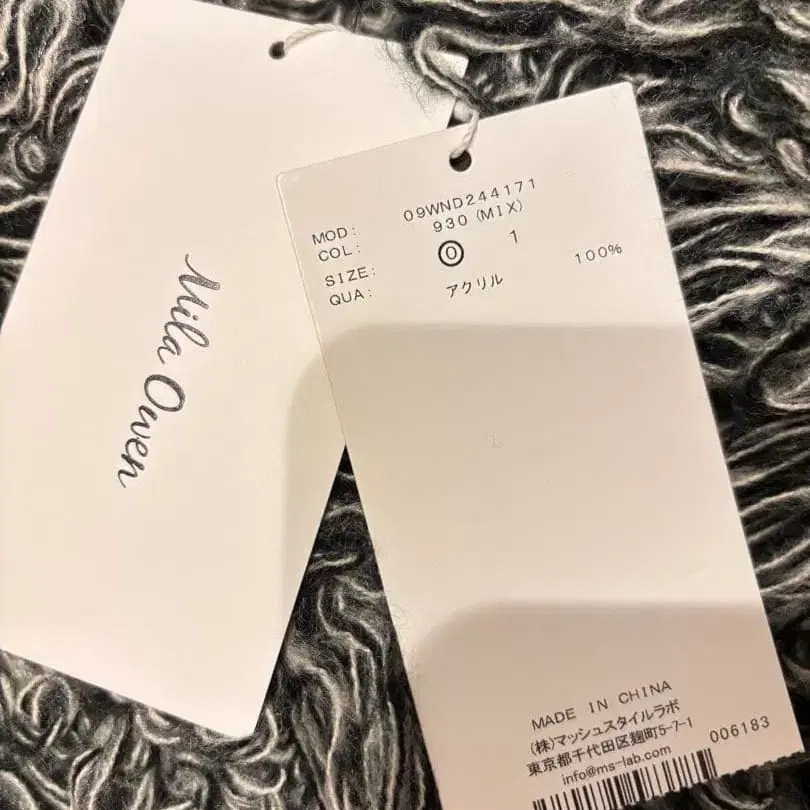 Mila Owen
MOD: 09WND244171
COL: 930 (MIX)
SIZE: 0 1
QUA: アクリル 100%
MADE IN CHINA
(株)マッシュスタイルラボ
東京都千代田区麹町5-7-1
info@ms-lab.com 006183